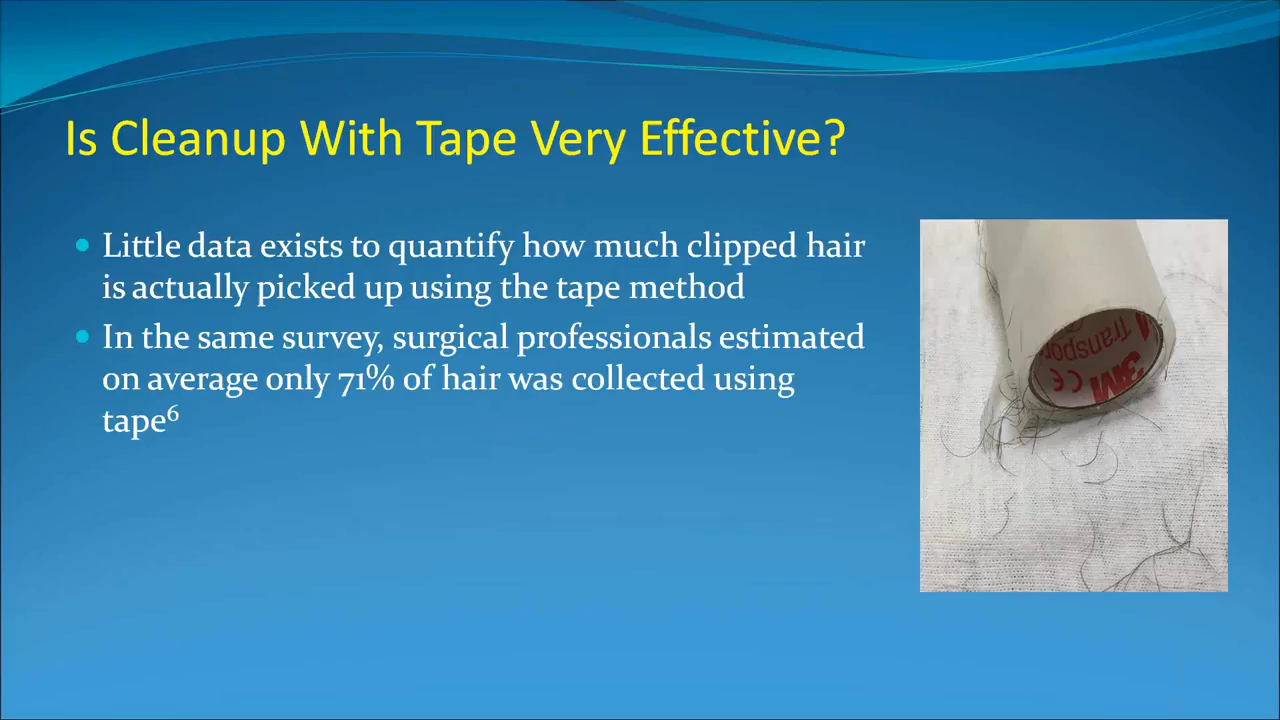 Is Cleanup With Tape Very Effective?
Little data exists to quantify how much clipped hair
is actually picked up using the tape method
In the same survey, surgical professionals estimated
on average only 71% of hair was collected using
tape⁶
Transpor
3M
CE